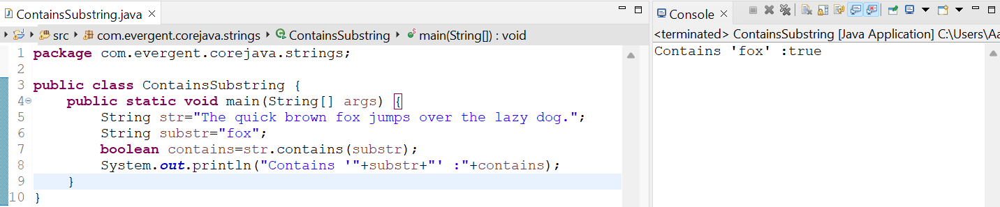 ContainsSubstring.java
src com.evergent.corejava.strings ContainsSubstring main(String[]) : void
1 package com.evergent.corejava.strings;
2
3 public class ContainsSubstring {
4 public static void main(String[] args) {
5 String str="The quick brown fox jumps over the lazy dog.";
6 String substr="fox";
7 boolean contains=str.contains(substr);
8 System.out.println("Contains '"+substr+"' :"+contains);
9 }
10 }
Console
<terminated> ContainsSubstring [Java Application] C:\Users\Aa
Contains 'fox' :true